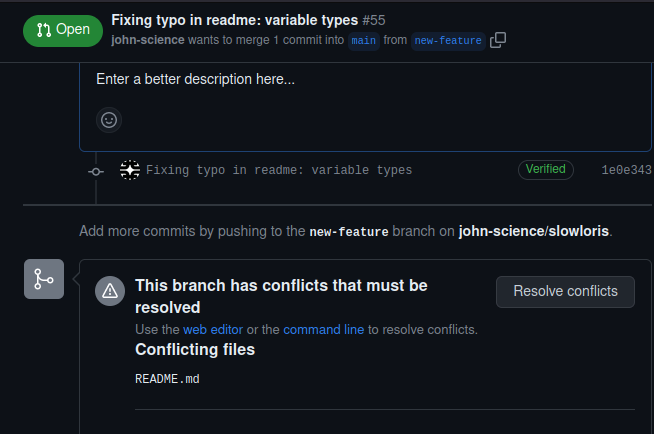 Open
Fixing typo in readme: variable types #55
john-science wants to merge 1 commit into main from new-feature
Enter a better description here...
Fixing typo in readme: variable types Verified 1e0e343
Add more commits by pushing to the new-feature branch on john-science/slowloris.
This branch has conflicts that must be
resolved
Resolve conflicts
Use the web editor or the command line to resolve conflicts.
Conflicting files
README.md